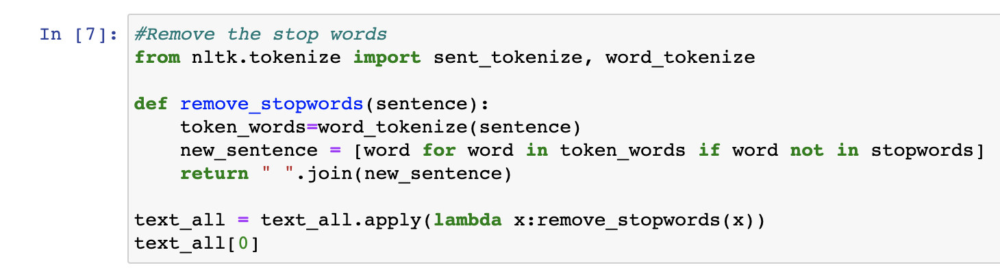 In [7]: #Remove the stop words
from nltk.tokenize import sent_tokenize, word_tokenize

def remove_stopwords(sentence):
    token_words=word_tokenize(sentence)
    new_sentence = [word for word in token_words if word not in stopwords]
    return " ".join(new_sentence)

text_all = text_all.apply(lambda x:remove_stopwords(x))
text_all[0]